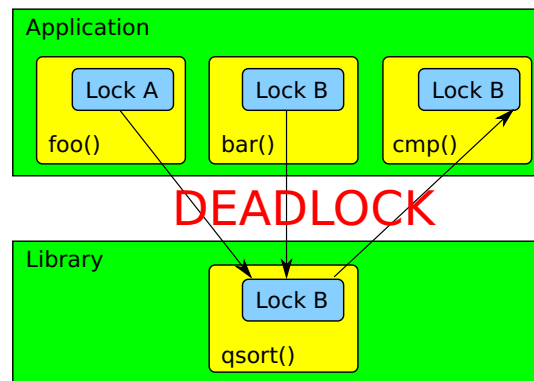 Application
Lock A
Lock B
Lock B
foo()
bar()
cmp()
DEADLOCK
Library
Lock B
qsort()